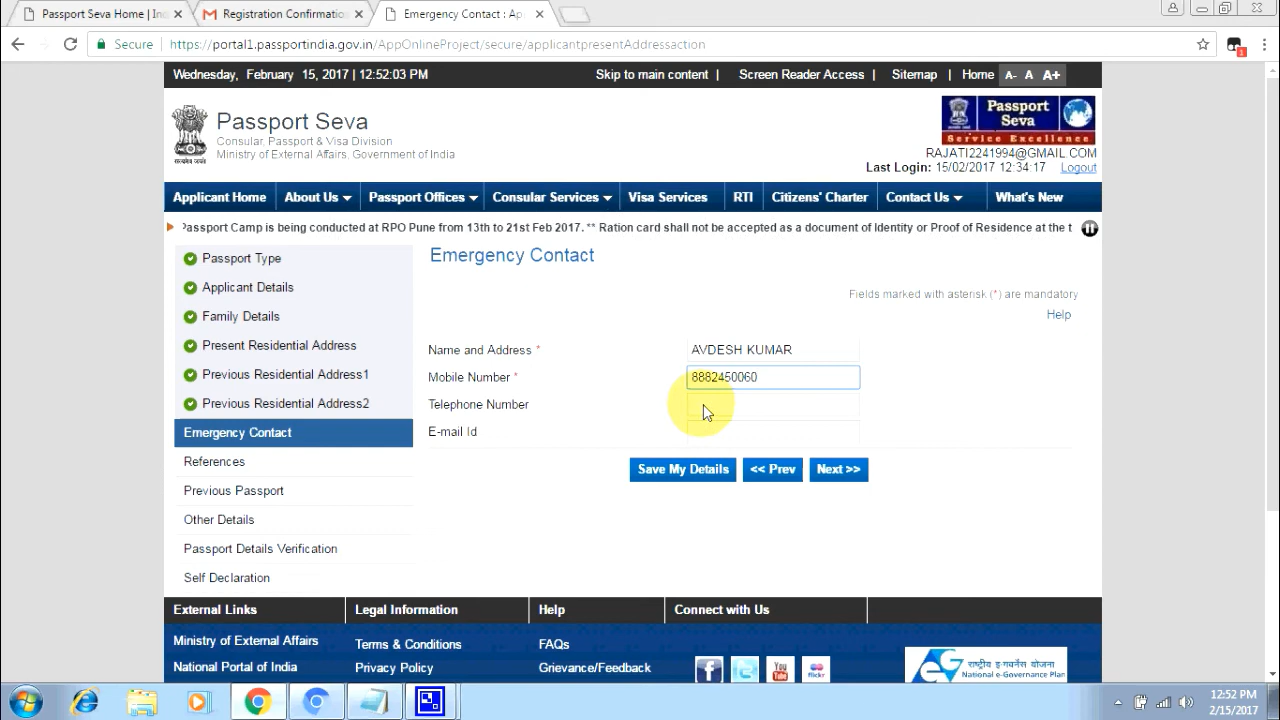 Passport Seva Home | In
Registration Confirmatio
Emergency Contact : Ap
Secure https://portal1.passportindia.gov.in/AppOnlineProject/secure/applicantpresentAddressaction
1
Wednesday, February 15, 2017 | 12:52:03 PM
Skip to main content | Screen Reader Access | Sitemap | Home A- A A+
Passport Seva
Consular, Passport & Visa Division
Ministry of External Affairs, Government of India
सत्यमेव जयते
Passport Seva
Service Excellence
RAJATI2241994@GMAIL.COM
Last Login: 15/02/2017 12:34:17 Logout
Applicant Home About Us Passport Offices Consular Services Visa Services RTI Citizens' Charter Contact Us What's New
Passport Camp is being conducted at RPO Pune from 13th to 21st Feb 2017. ** Ration card shall not be accepted as a document of Identity or Proof of Residence at the t
Passport Type
Applicant Details
Family Details
Present Residential Address
Previous Residential Address1
Previous Residential Address2
Emergency Contact
References
Previous Passport
Other Details
Passport Details Verification
Self Declaration
Emergency Contact
Fields marked with asterisk (*) are mandatory
Help
Name and Address * AVDESH KUMAR
Mobile Number * 8882450060
Telephone Number
E-mail Id
Save My Details << Prev Next >>
External Links
Ministry of External Affairs
National Portal of India
Legal Information
Terms & Conditions
Privacy Policy
Help
FAQs
Grievance/Feedback
Connect with Us
f
You Tube
flickr
राष्ट्रीय ई-गवर्नेंस योजना
National e-Governance Plan
12:52 PM
2/15/2017